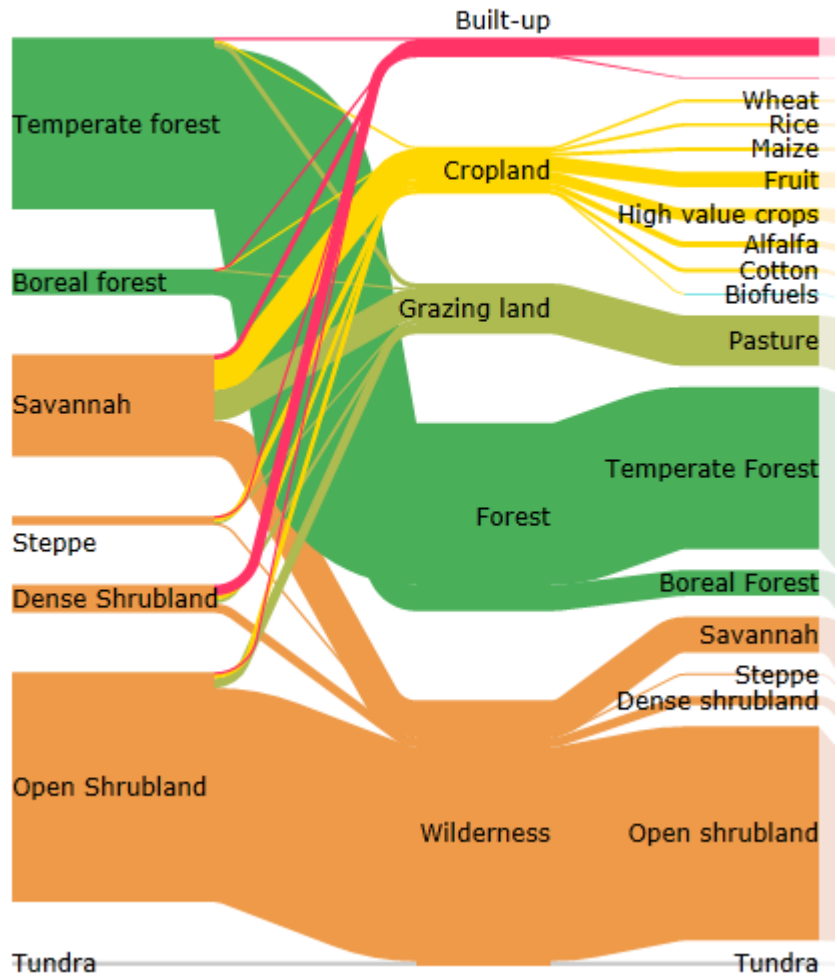 Built-up
Temperate forest
Wheat
Rice
Maize
Cropland
Fruit
High value crops
Alfalfa
Cotton
Boreal forest
Biofuels
Grazing land
Pasture
Savannah
Temperate Forest
Forest
Steppe
Boreal Forest
Dense Shrubland
Savannah
Steppe
Dense shrubland
Open Shrubland
Wilderness
Open shrubland
Tundra
Tundra